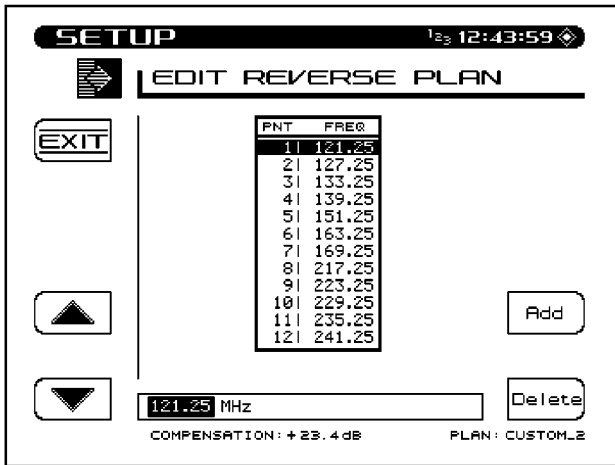 SETUP
123 12:43:59
EDIT REVERSE PLAN
EXIT
PNT FREQ
1| 121.25
2| 127.25
3| 133.25
4| 139.25
5| 151.25
6| 163.25
7| 169.25
8| 217.25
9| 223.25
10| 229.25
11| 235.25
12| 241.25
Add
Delete
121.25 MHz
COMPENSATION:+23.4dB
PLAN: CUSTOM_2